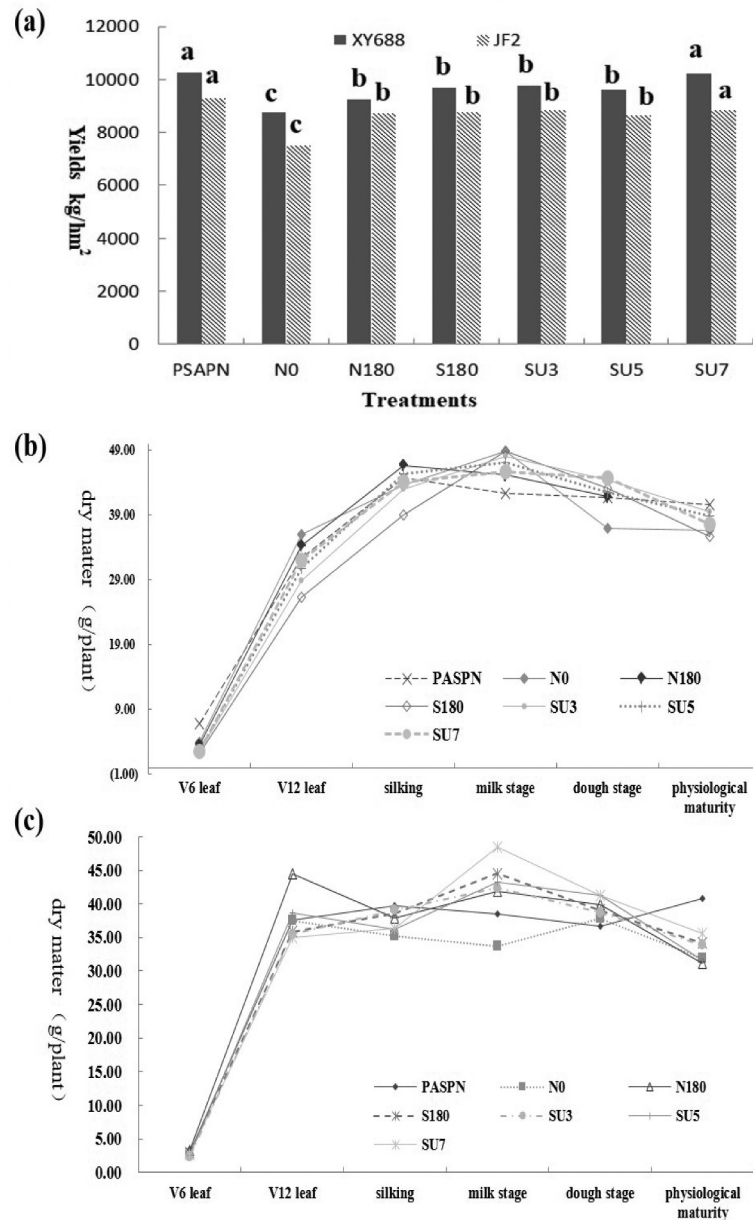 (a)
12000
10000
8000
6000
4000
2000
0
Yields kg/hm²
XY688 JF2
a a c c b b b b b b b b a a
PSAPN N0 N180 S180 SU3 SU5 SU7
Treatments
(b)
49.00
39.00
29.00
19.00
9.00
(1.00)
dry matter （g/plant）
PASPN N0 N180
S180 SU3 SU5
SU7
V6 leaf V12 leaf silking milk stage dough stage physiological
maturity
(c)
50.00
45.00
40.00
35.00
30.00
25.00
20.00
15.00
10.00
5.00
0.00
dry matter （g/plant）
PASPN N0 N180
S180 SU3 SU5
SU7
V6 leaf V12 leaf silking milk stage dough stage physiological
maturity